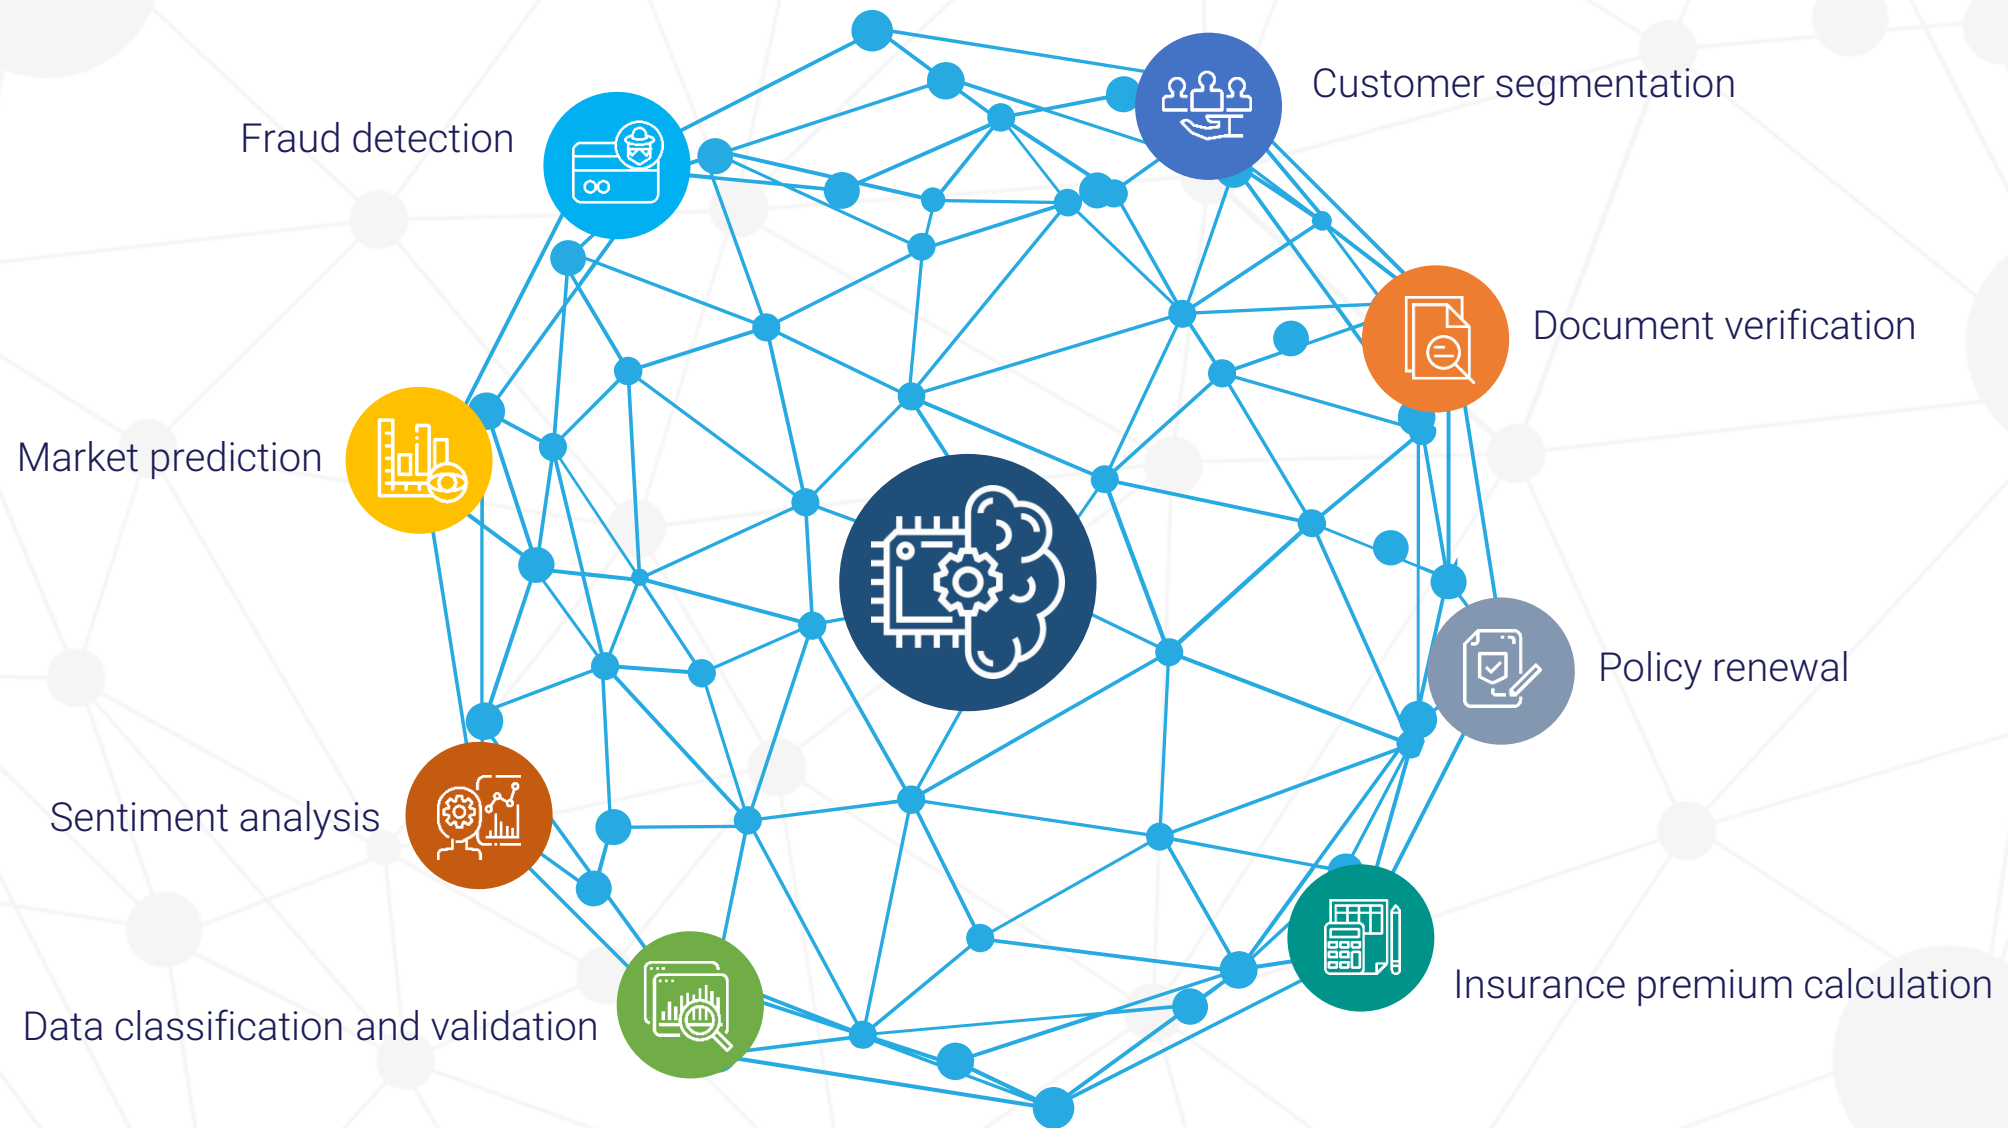 Customer segmentation
Fraud detection
Document verification
Market prediction
Policy renewal
Sentiment analysis
Insurance premium calculation
Data classification and validation